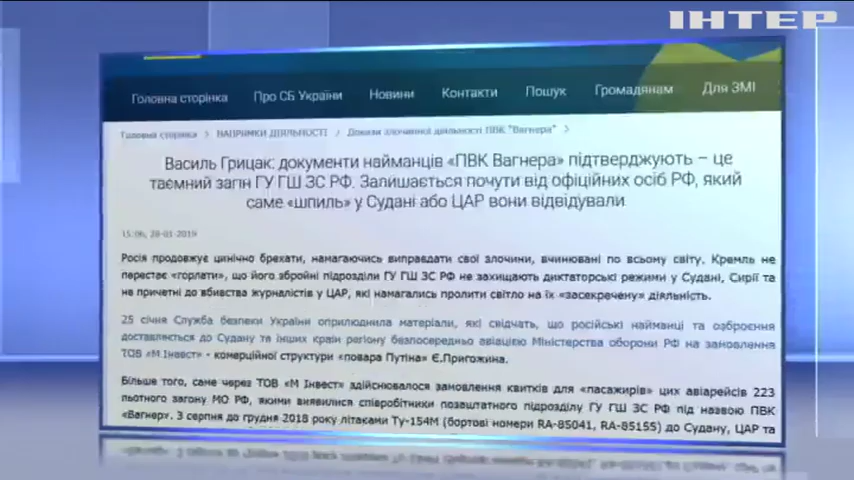 ІНТЕР
Головна сторінка Про СБ України Новини Контакти Пошук Громадянам Для ЗМІ
Головна сторінка > НАПРЯМКИ ДІЯЛЬНОСТІ / Докази злочинної діяльності ПВК "Вагнера" >
Василь Грицак: документи найманців «ПВК Вагнера» підтверджують – це
таємний загін ГУ ГШ ЗС РФ. Залишається почути від офіційних осіб РФ, який
саме «шпиль» у Судані або ЦАР вони відвідували
15:06, 28-01-2019
Росія продовжує цинічно брехати, намагаючись виправдати свої злочини, вчинювані по всьому світу. Кремль не
перестає «горлати», що його збройні підрозділи ГУ ГШ ЗС РФ не захищають диктаторські режими у Судані, Сирії та
не причетні до вбивства журналістів у ЦАР, які намагались пролити світло на їх «засекречену» діяльність.
25 січня Служба безпеки України оприлюднила матеріали, які свідчать, що російські найманці та озброєння
доставляється до Судану та інших країн регіону безпосередньо авіацією Міністерства оборони РФ на замовлення
ТОВ «М Інвест» - комерційної структури «повара Путіна» Є.Пригожина.
Більше того, саме через ТОВ «М Інвест» здійснювалося замовлення квитків для «пасажирів» цих авіарейсів 223
льотного загону МО РФ, якими виявилися співробітники позаштатного підрозділу ГУ ГШ ЗС РФ під назвою ПВК
«Вагнер». З серпня до грудня 2018 року літаками Ту-154М (бортові номери RA-85041, RA-85155) до Судану, ЦАР та